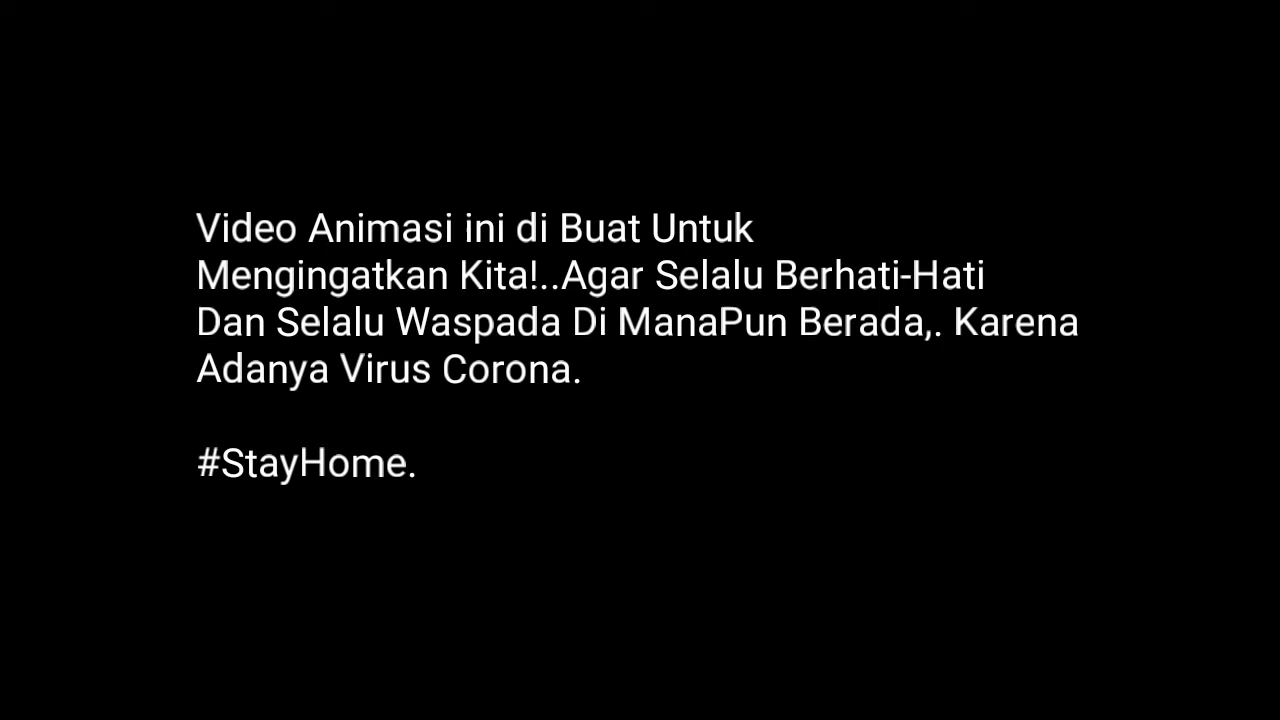 Video Animasi ini di Buat Untuk
Mengingatkan Kita!..Agar Selalu Berhati-Hati
Dan Selalu Waspada Di ManaPun Berada,. Karena
Adanya Virus Corona.
#StayHome.